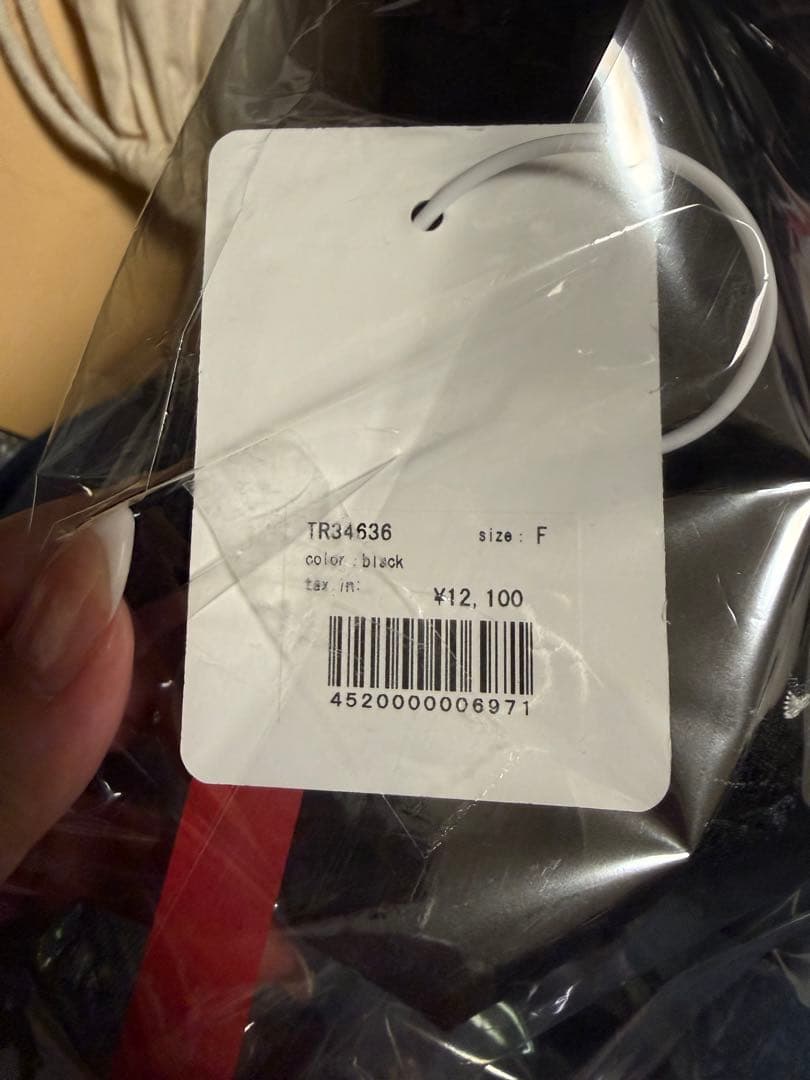 TR34636 size: F
color:black
tax in: ¥12,100
4520000006971